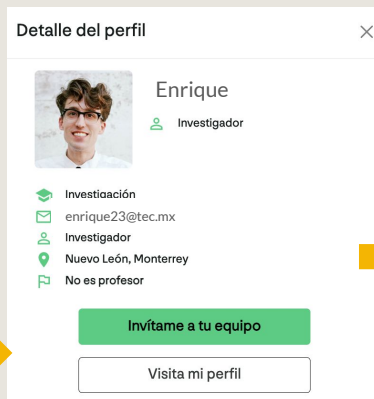 Detalle del perfil
Enrique
Investigador
Investigación
enrique23@tec.mx
Investigador
Nuevo León, Monterrey
No es profesor
Invítame a tu equipo
Visita mi perfil